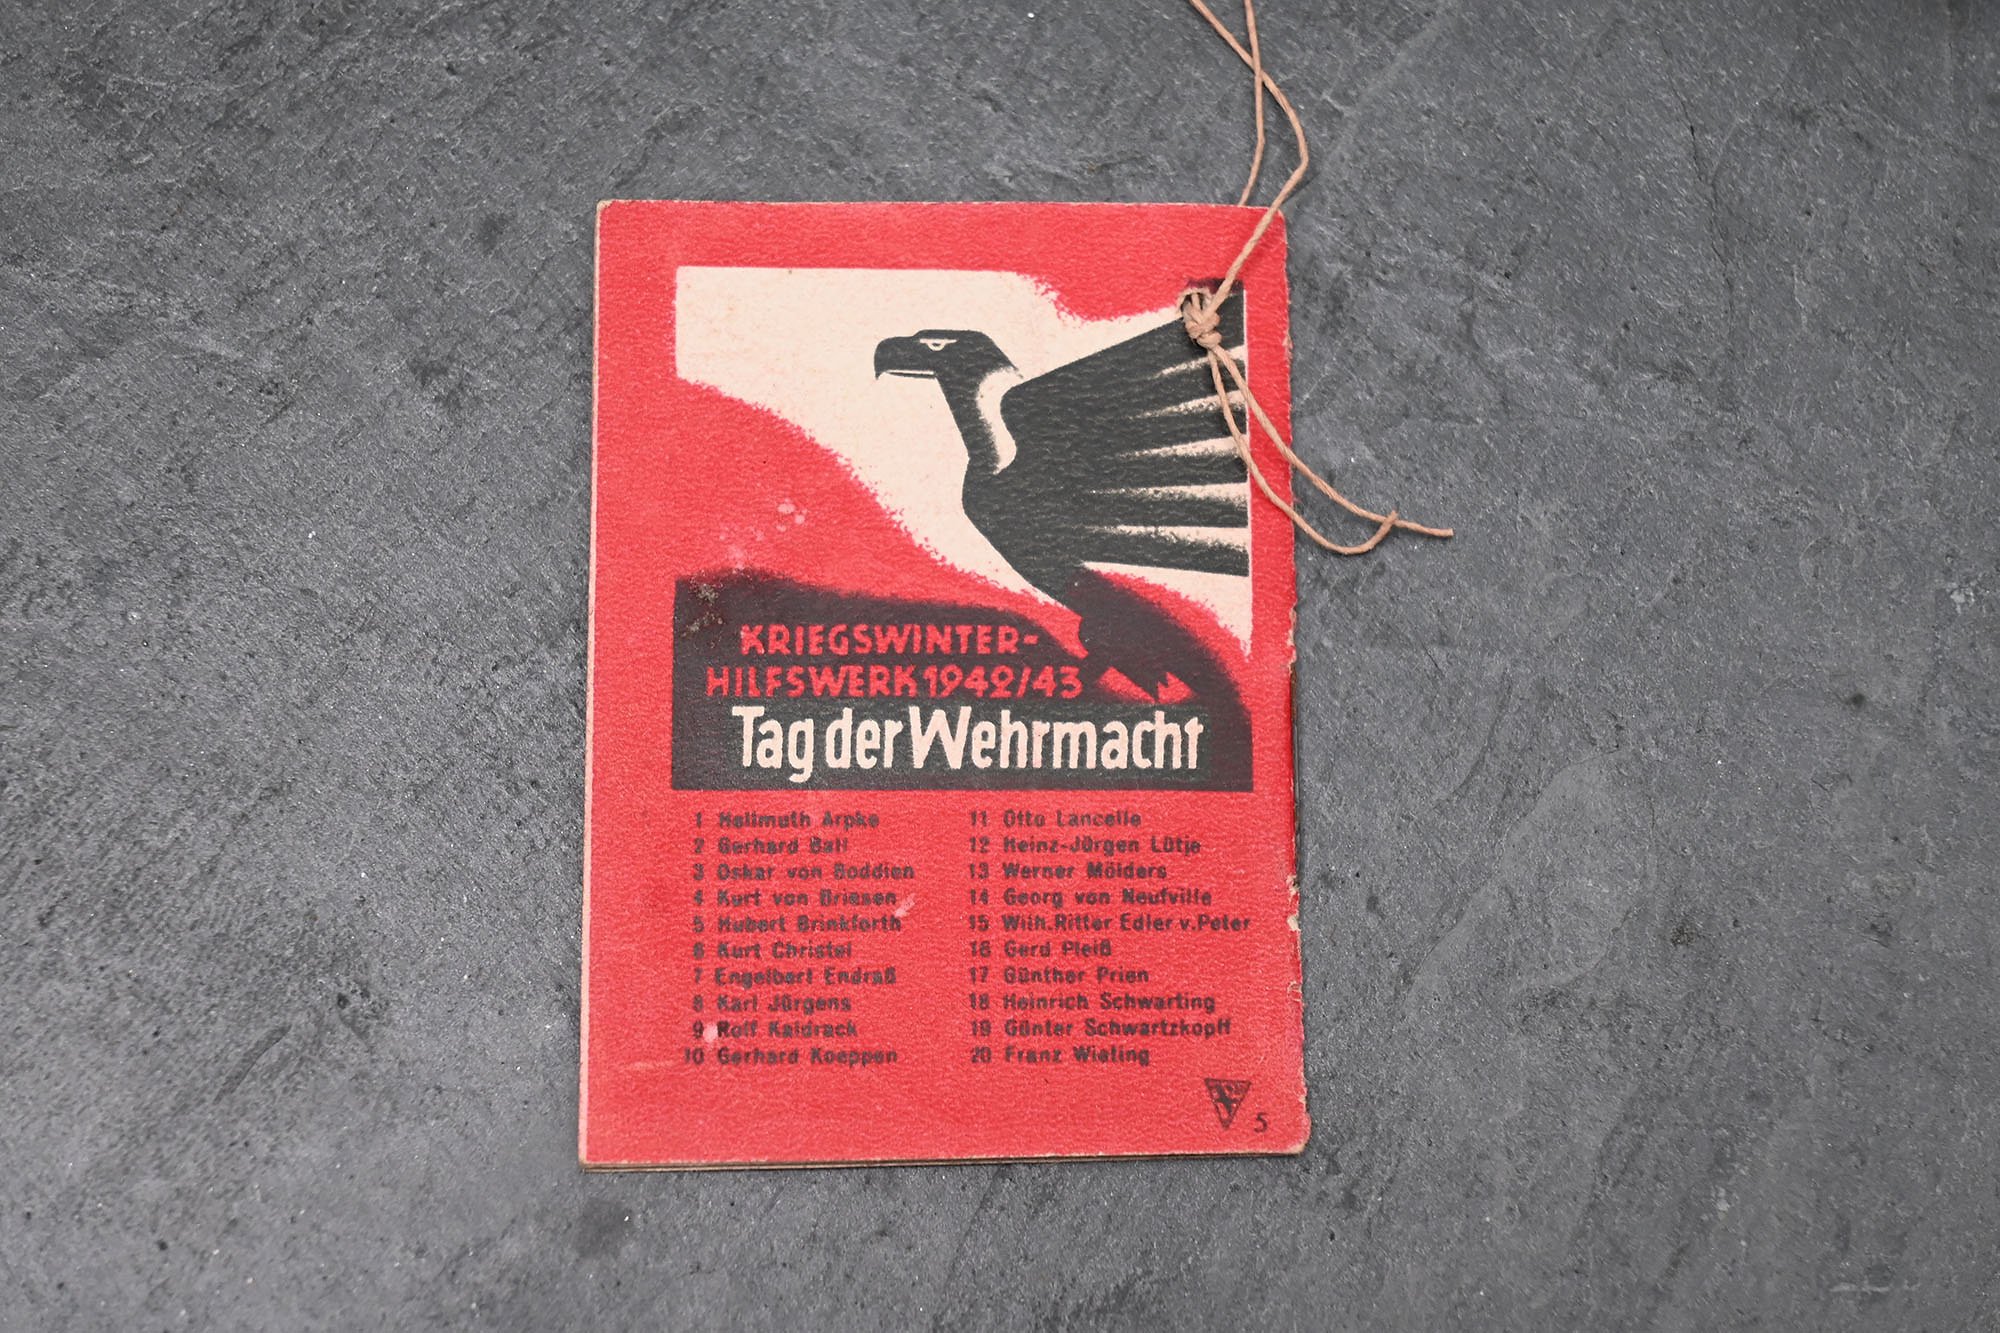 KRIEGSWINTER-
HILFSWERK 1942/43
Tag der Wehrmacht
1 Hellmuth Arpke
2 Gerhard Ball
3 Oskar von Boddien
4 Kurt von Briesen
5 Hubert Brinkforth
6 Kurt Christel
7 Engelbert Endraß
8 Karl Jürgens
9 Rolf Kaldrack
10 Gerhard Koeppen
11 Otto Lancelle
12 Heinz-Jürgen Lütje
13 Werner Mölders
14 Georg von Neufville
15 Wilh. Ritter Edler v. Peter
16 Gerd Pleiß
17 Günther Prien
18 Heinrich Schwarting
19 Günter Schwartzkopff
20 Franz Wieting
5